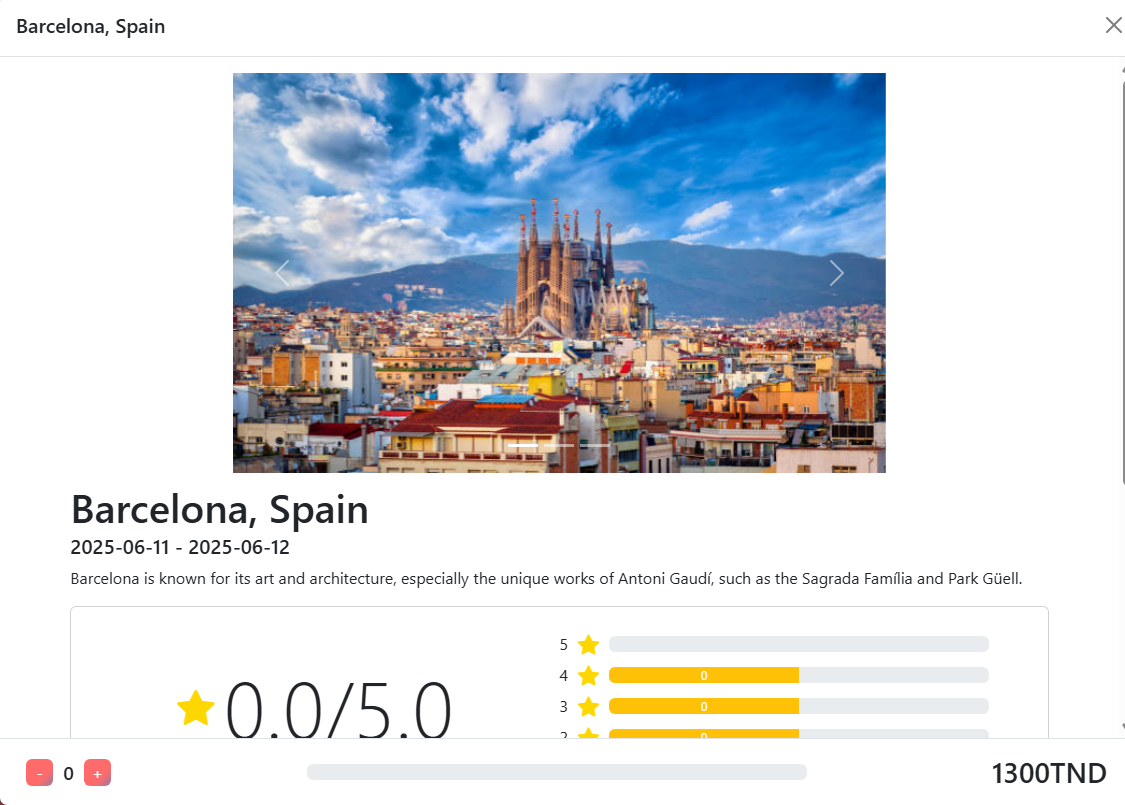 Barcelona, Spain
Barcelona, Spain
2025-06-11 - 2025-06-12
Barcelona is known for its art and architecture, especially the unique works of Antoni Gaudí, such as the Sagrada Família and Park Güell.
5
4 0
3 0
2 0
0.0/5.0
- 0 +
1300TND